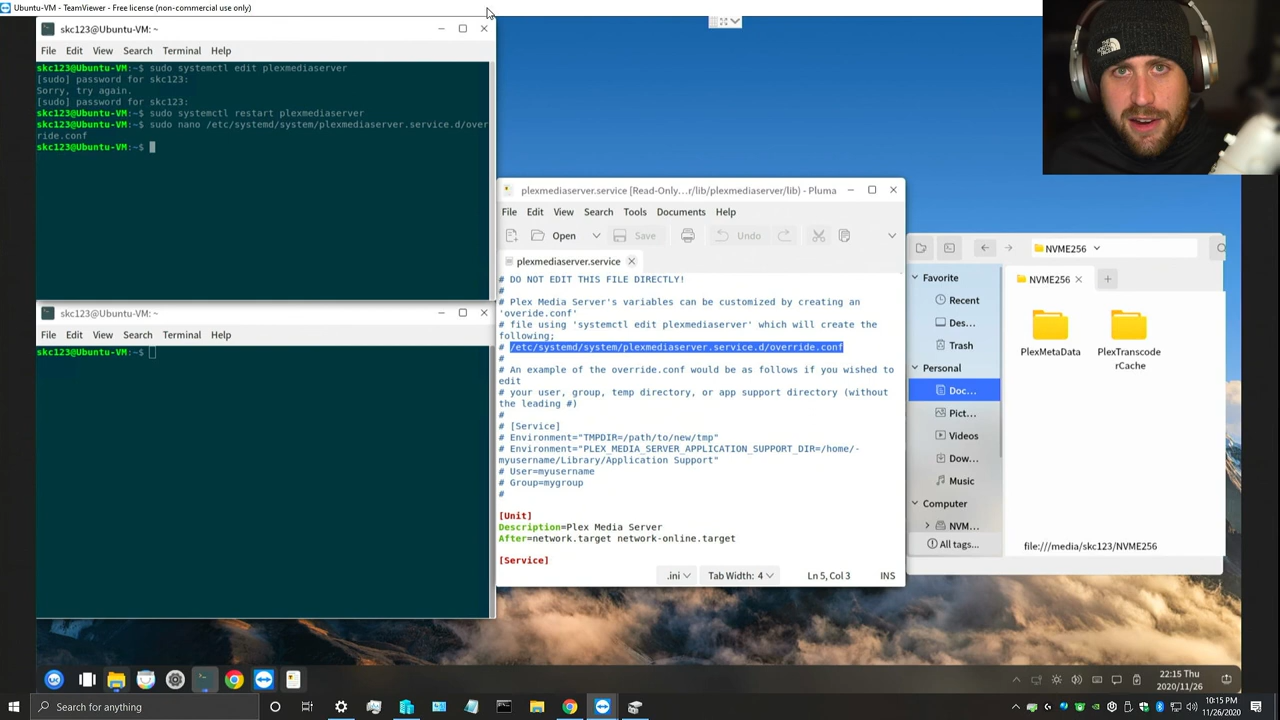 Ubuntu-VM - TeamViewer - Free license (non-commercial use only)
skc123@Ubuntu-VM: ~
File Edit View Search Terminal Help
skc123@Ubuntu-VM:~$ sudo systemctl edit plexmediaserver
[sudo] password for skc123:
Sorry, try again.
[sudo] password for skc123:
skc123@Ubuntu-VM:~$ sudo systemctl restart plexmediaserver
skc123@Ubuntu-VM:~$ sudo nano /etc/systemd/system/plexmediaserver.service.d/over
ride.conf
skc123@Ubuntu-VM:~$
skc123@Ubuntu-VM: ~
File Edit View Search Terminal Help
skc123@Ubuntu-VM:~$
plexmediaserver.service [Read-Only...r/lib/plexmediaserver/lib) - Pluma
File Edit View Search Tools Documents Help
Open Save Undo
plexmediaserver.service
# DO NOT EDIT THIS FILE DIRECTLY!
#
# Plex Media Server's variables can be customized by creating an
'overide.conf'
# file using 'systemctl edit plexmediaserver' which will create the
following;
# /etc/systemd/system/plexmediaserver.service.d/override.conf
#
# An example of the override.conf would be as follows if you wished to
edit
# your user, group, temp directory, or app support directory (without
the leading #)
#
# [Service]
# Environment="TMPDIR=/path/to/new/tmp"
# Environment="PLEX_MEDIA_SERVER_APPLICATION_SUPPORT_DIR=/home/-
myusername/Library/Application Support"
# User=myusername
# Group=mygroup
#
[Unit]
Description=Plex Media Server
After=network.target network-online.target
[Service]
.ini Tab Width: 4 Ln 5, Col 3 INS
NVME256
Favorite
Recent
Des...
Trash
Personal
Doc...
Pict...
Videos
Dow...
Music
Computer
NVM...
All tags...
NVME256
PlexMetaData
PlexTranscode
rCache
file:///media/skc123/NVME256
22:15 Thu
2020/11/26
Search for anything
10:15 PM
11/26/2020